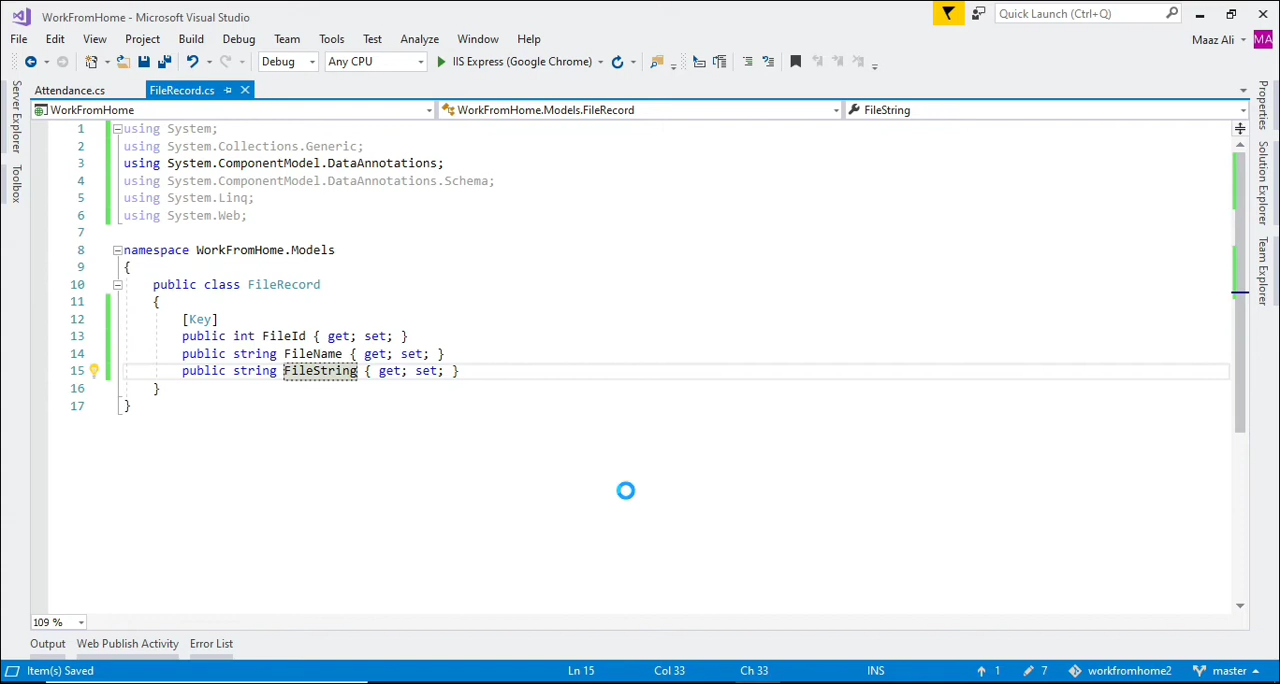 WorkFromHome - Microsoft Visual Studio
Quick Launch (Ctrl+Q)
File Edit View Project Build Debug Team Tools Test Analyze Window Help
Maaz Ali MA
Debug Any CPU IIS Express (Google Chrome)
Attendance.cs FileRecord.cs
WorkFromHome WorkFromHome.Models.FileRecord FileString
Server Explorer
Toolbox
Properties
Solution Explorer
Team Explorer
1 using System;
2 using System.Collections.Generic;
3 using System.ComponentModel.DataAnnotations;
4 using System.ComponentModel.DataAnnotations.Schema;
5 using System.Linq;
6 using System.Web;
7
8 namespace WorkFromHome.Models
9 {
10 public class FileRecord
11 {
12 [Key]
13 public int FileId { get; set; }
14 public string FileName { get; set; }
15 public string FileString { get; set; }
16 }
17 }
109 %
Output Web Publish Activity Error List
Item(s) Saved Ln 15 Col 33 Ch 33 INS 1 7 workfromhome2 master